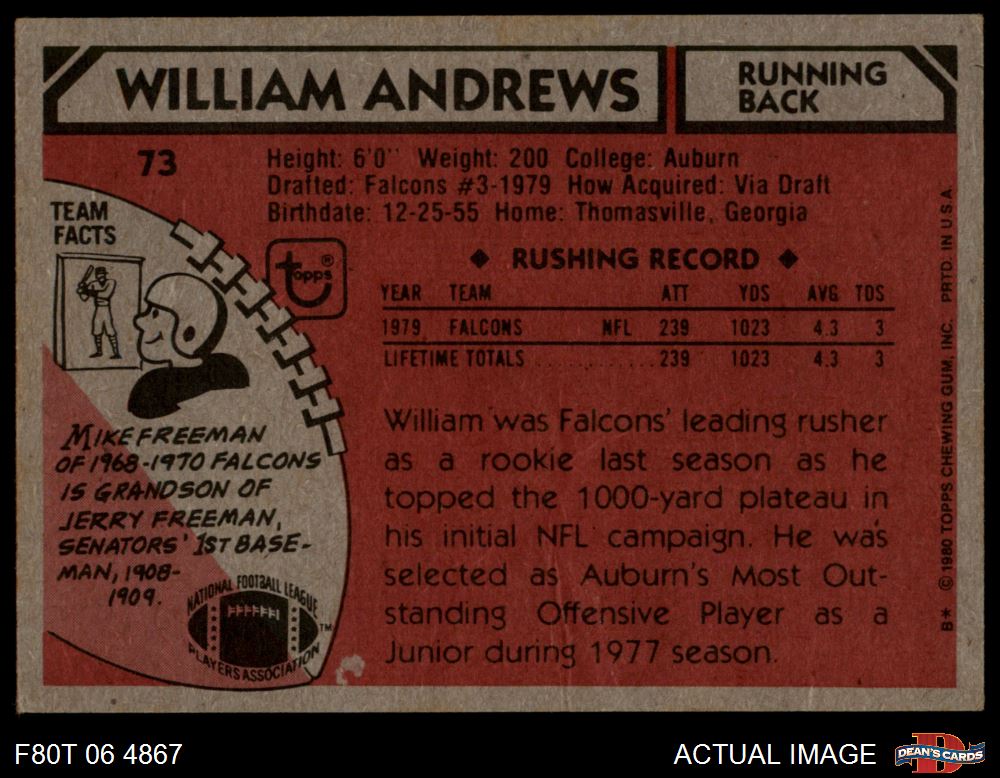 WILLIAM ANDREWS
RUNNING
BACK
73
Height: 6'0" Weight: 200 College: Auburn
Drafted: Falcons #3-1979 How Acquired: Via Draft
Birthdate: 12-25-55 Home: Thomasville, Georgia
TEAM
FACTS
topps®
◆ RUSHING RECORD ◆
YEAR TEAM ATT YDS AVG TDS
1979 FALCONS NFL 239 1023 4.3 3
LIFETIME TOTALS ............... 239 1023 4.3 3
William was Falcons' leading rusher
as a rookie last season as he
topped the 1000-yard plateau in
his initial NFL campaign. He was
selected as Auburn's Most Out-
standing Offensive Player as a
Junior during 1977 season.
MIKE FREEMAN
OF 1968-1970 FALCONS
IS GRANDSON OF
JERRY FREEMAN,
SENATORS' 1ST BASE-
MAN, 1908-
1909.
NATIONAL FOOTBALL LEAGUE
PLAYERS ASSOCIATION
TM
B* © 1980 TOPPS CHEWING GUM, INC. PRTD. IN U.S.A.
F80T 06 4867
ACTUAL IMAGE
DEAN'S CARDS